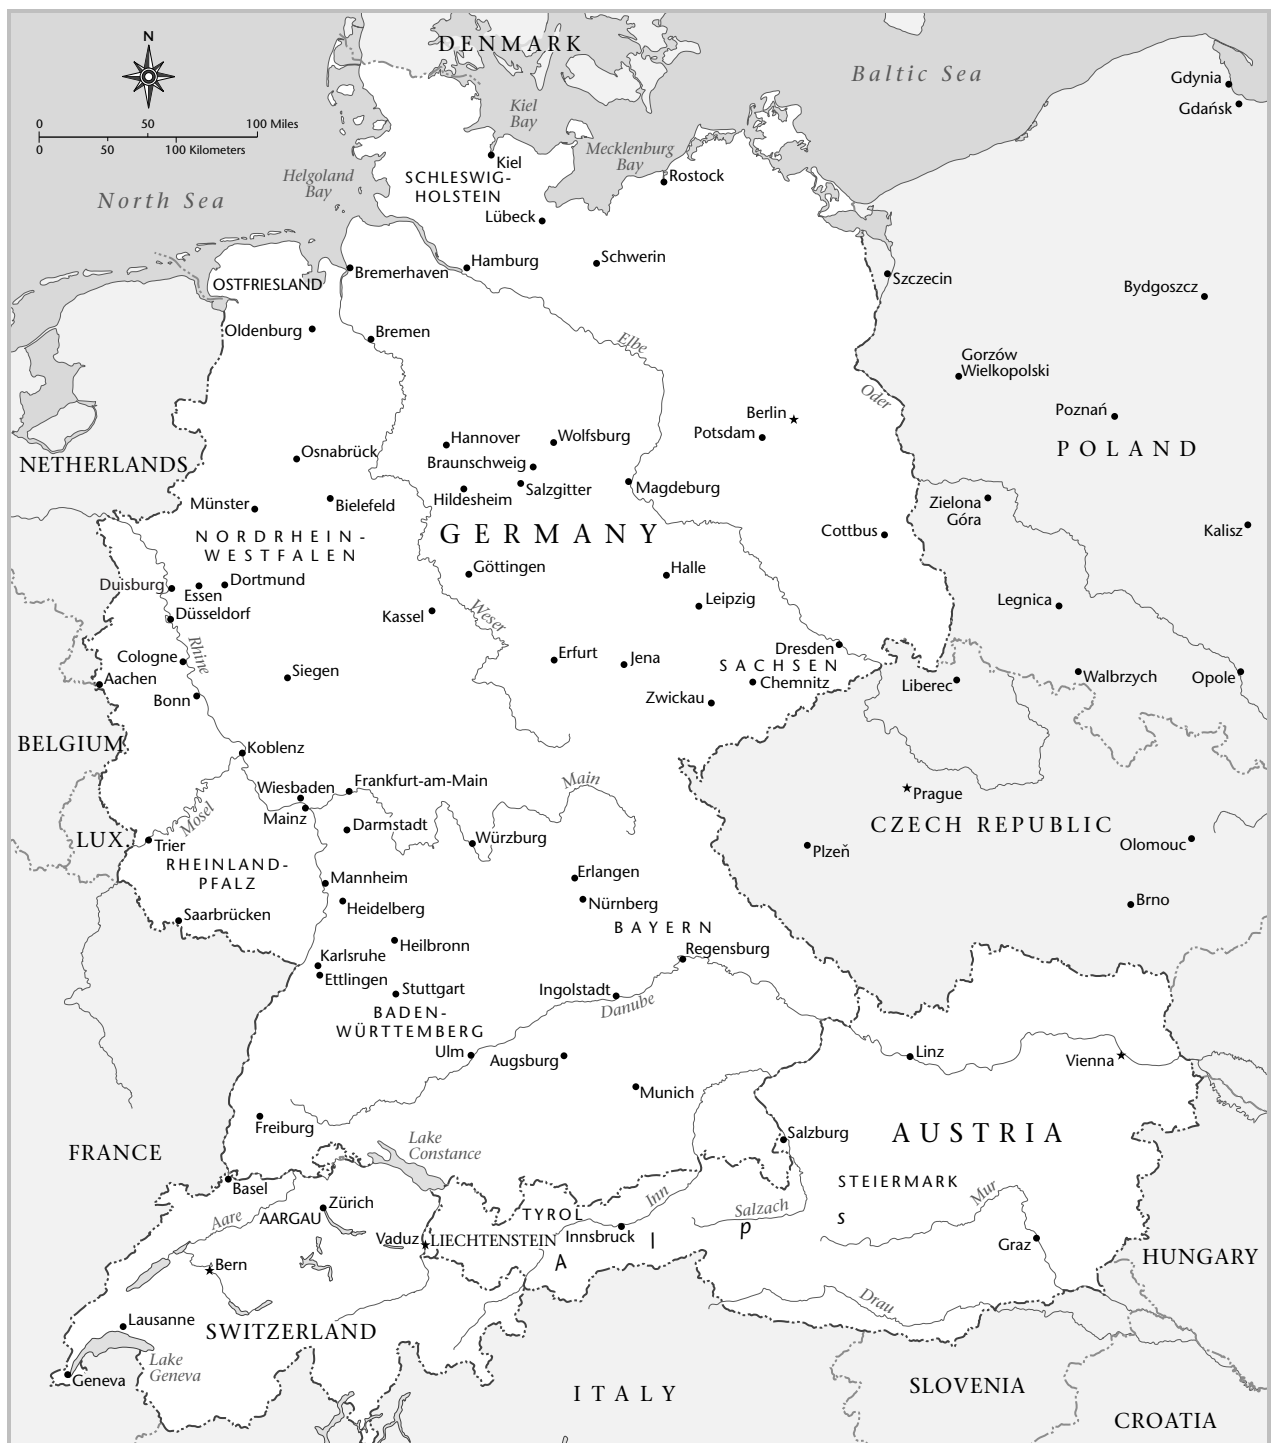 DENMARK
N
Baltic Sea
Gdynia
Gdańsk
Kiel
Bay
0 50 100 Miles
0 50 100 Kilometers
Mecklenburg
Bay
Kiel
Helgoland
Bay
SCHLESWIG-
HOLSTEIN
Rostock
North Sea
Lübeck
Hamburg
Schwerin
Bremerhaven
Szczecin
OSTFRIESLAND
Bydgoszcz
Oldenburg
Bremen
Elbe
Gorzów
Wielkopolski
Oder
Berlin
Poznań
Potsdam
Hannover
Wolfsburg
POLAND
Osnabrück
Braunschweig
NETHERLANDS
Salzgitter
Magdeburg
Hildesheim
Münster
Bielefeld
Zielona
Góra
NORDRHEIN-
WESTFALEN
GERMANY
Cottbus
Kalisz
Göttingen
Halle
Duisburg
Dortmund
Essen
Leipzig
Legnica
Düsseldorf
Kassel
Weser
Rhine
Dresden
Cologne
Erfurt
Jena
SACHSEN
Siegen
Aachen
Chemnitz
Liberec
Walbrzych
Opole
Bonn
Zwickau
BELGIUM
Koblenz
Frankfurt-am-Main
Main
Wiesbaden
Prague
Mainz
Mosel
Darmstadt
CZECH REPUBLIC
LUX.
Trier
Würzburg
Plzeň
Olomouc
RHEINLAND-
PFALZ
Mannheim
Erlangen
Heidelberg
Nürnberg
Brno
Saarbrücken
BAYERN
Heilbronn
Regensburg
Karlsruhe
Ettlingen
Stuttgart
Ingolstadt
Danube
BADEN-
WÜRTTEMBERG
Ulm
Augsburg
Linz
Vienna
Munich
Freiburg
Salzburg
AUSTRIA
FRANCE
Lake
Constance
Basel
STEIERMARK
Inn
Mur
Zürich
Salzach
Aare
AARGAU
TYROL
Vaduz
LIECHTENSTEIN
Innsbruck
A l p s
Graz
HUNGARY
Bern
Drau
Lausanne
SWITZERLAND
Lake
Geneva
Geneva
ITALY
SLOVENIA
CROATIA